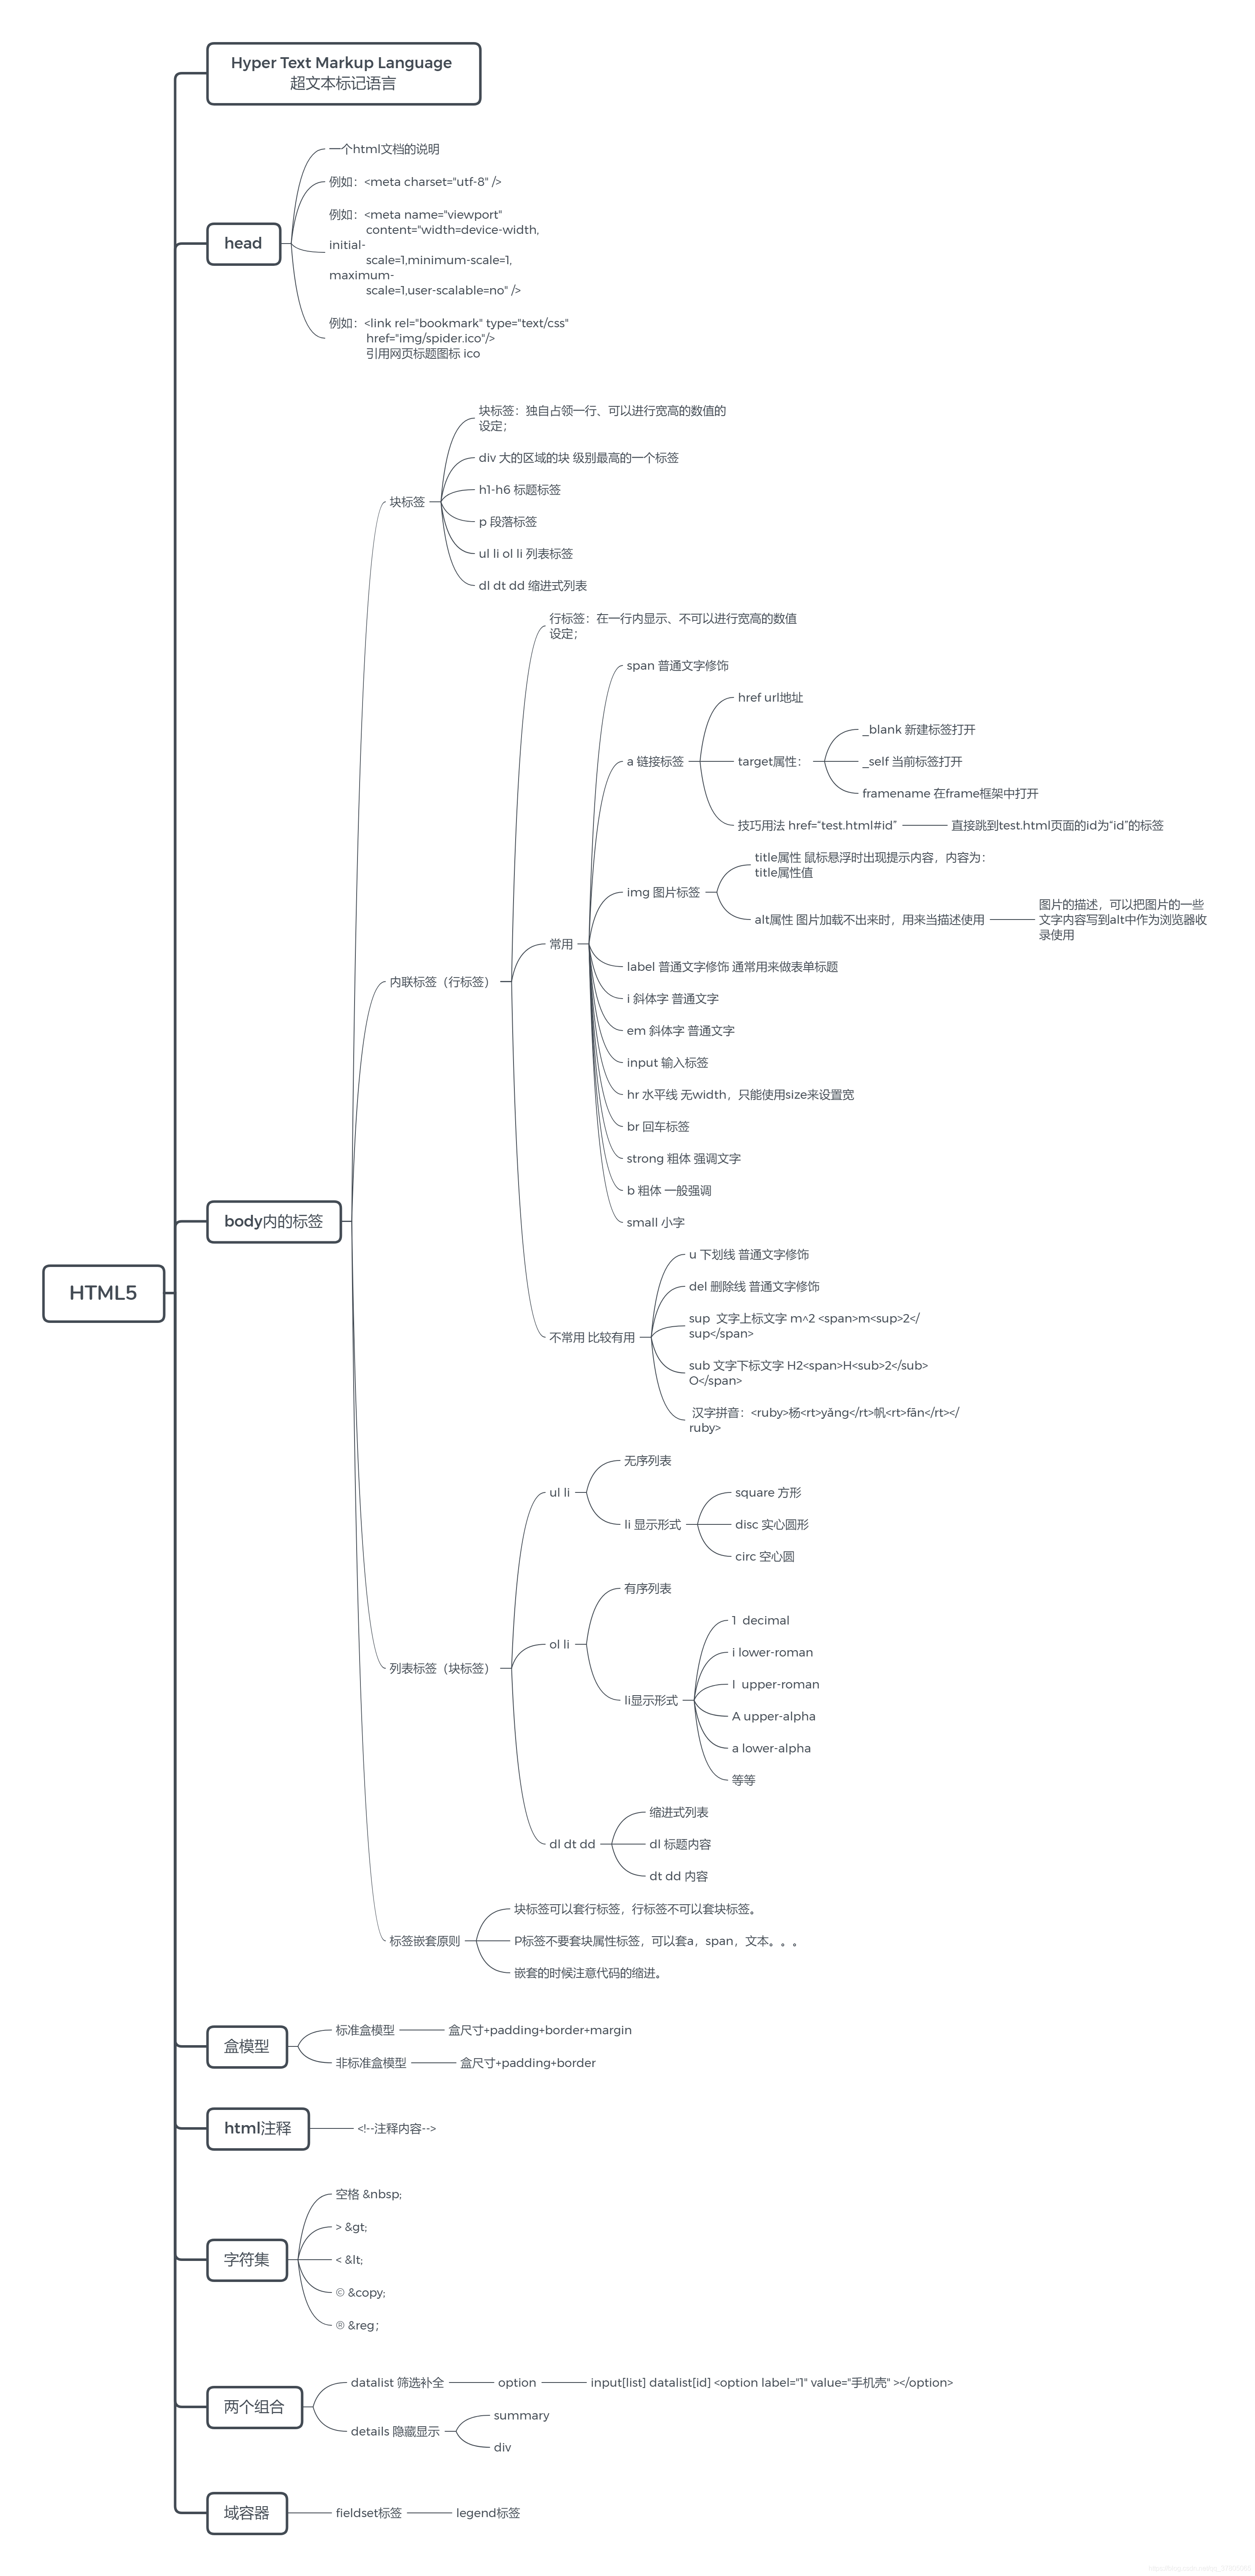 Hyper Text Markup Language
超文本标记语言
一个html文档的说明
例如：<meta charset="utf-8" />
head
例如：<meta name="viewport"
content="width=device-width,
initial-
scale=1,minimum-scale=1,
maximum-
scale=1,user-scalable=no" />
例如：<link rel="bookmark" type="text/css"
href="img/spider.ico"/>
引用网页标题图标 ico
块标签
块标签：独自占领一行、可以进行宽高的数值的
设定；
div 大的区域的块 级别最高的一个标签
h1-h6 标题标签
p 段落标签
ul li ol li 列表标签
dl dt dd 缩进式列表
内联标签（行标签）
行标签：在一行内显示、不可以进行宽高的数值
设定；
常用
span 普通文字修饰
a 链接标签
href url地址
target属性：
_blank 新建标签打开
_self 当前标签打开
framename 在frame框架中打开
技巧用法 href=“test.html#id”
直接跳到test.html页面的id为“id”的标签
img 图片标签
title属性 鼠标悬浮时出现提示内容，内容为：
title属性值
alt属性 图片加载不出来时，用来当描述使用
图片的描述，可以把图片的一些
文字内容写到alt中作为浏览器收
录使用
label 普通文字修饰 通常用来做表单标题
i 斜体字 普通文字
em 斜体字 普通文字
input 输入标签
hr 水平线 无width，只能使用size来设置宽
br 回车标签
strong 粗体 强调文字
b 粗体 一般强调
small 小字
body内的标签
HTML5
不常用 比较有用
u 下划线 普通文字修饰
del 删除线 普通文字修饰
sup  文字上标文字 m^2 <span>m<sup>2</
sup></span>
sub 文字下标文字 H2<span>H<sub>2</sub>
O</span>
汉字拼音：<ruby>杨<rt>yǎng</rt>帆<rt>fān</rt></
ruby>
列表标签（块标签）
ul li
无序列表
li 显示形式
square 方形
disc 实心圆形
circ 空心圆
ol li
有序列表
li显示形式
1  decimal
i lower-roman
I  upper-roman
A upper-alpha
a lower-alpha
等等
dl dt dd
缩进式列表
dl 标题内容
dt dd 内容
标签嵌套原则
块标签可以套行标签，行标签不可以套块标签。
P标签不要套块属性标签，可以套a，span，文本。。。
嵌套的时候注意代码的缩进。
盒模型
标准盒模型
盒尺寸+padding+border+margin
非标准盒模型
盒尺寸+padding+border
html注释
<!--注释内容-->
字符集
空格 &nbsp;
> &gt;
< &lt;
© &copy;
® &reg；
两个组合
datalist 筛选补全
option
input[list] datalist[id] <option label="1" value="手机壳" ></option>
details 隐藏显示
summary
div
域容器
fieldset标签
legend标签